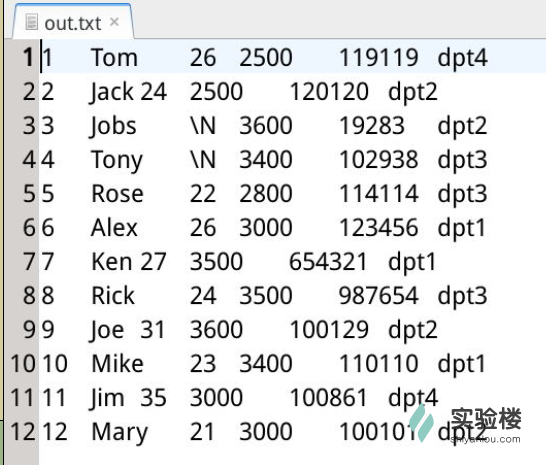 out.txt ×
1 1 Tom 26 2500 119119 dpt4
2 2 Jack 24 2500 120120 dpt2
3 3 Jobs \N 3600 19283 dpt2
4 4 Tony \N 3400 102938 dpt3
5 5 Rose 22 2800 114114 dpt3
6 6 Alex 26 3000 123456 dpt1
7 7 Ken 27 3500 654321 dpt1
8 8 Rick 24 3500 987654 dpt3
9 9 Joe 31 3600 100129 dpt2
10 10 Mike 23 3400 110110 dpt1
11 11 Jim 35 3000 100861 dpt4
12 12 Mary 21 3000 100101 dpt2
实验楼
shiyanlou.com